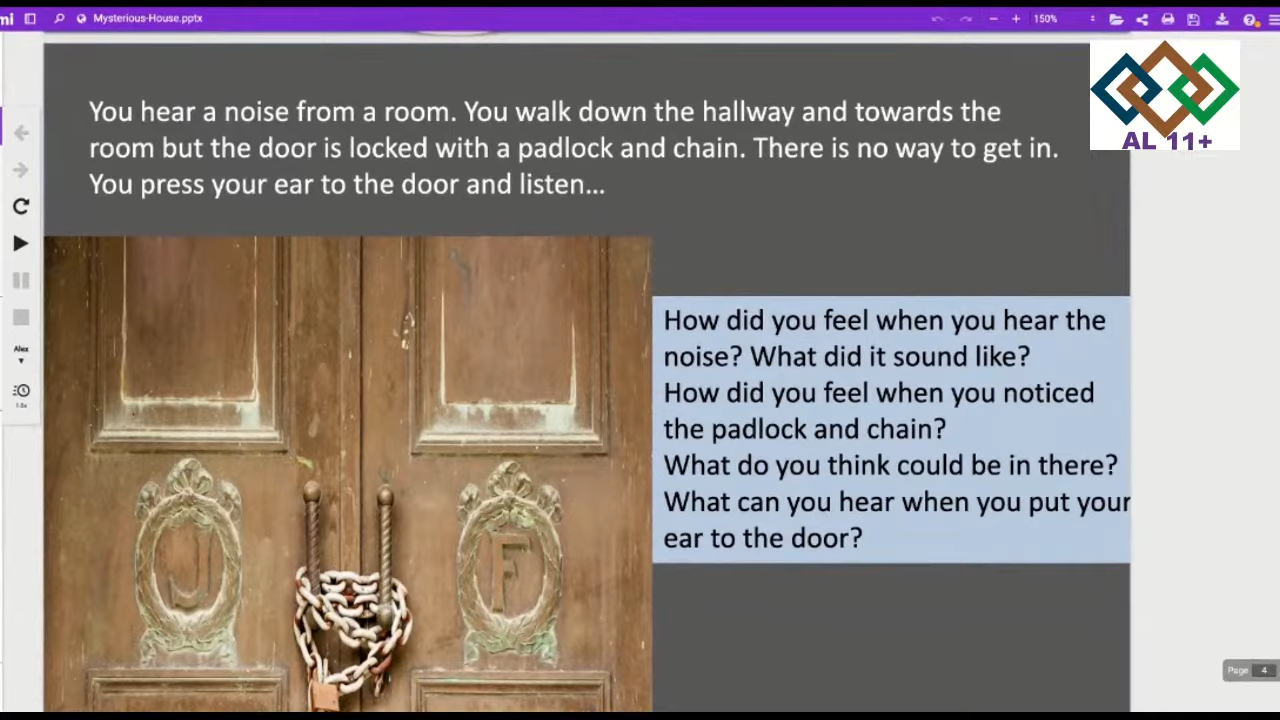 mi
Mysterious-House.pptx
150%
AL 11+
You hear a noise from a room. You walk down the hallway and towards the
room but the door is locked with a padlock and chain. There is no way to get in.
You press your ear to the door and listen...
Alex
How did you feel when you hear the
noise? What did it sound like?
How did you feel when you noticed
the padlock and chain?
What do you think could be in there?
What can you hear when you put your
ear to the door?
J F
Page 4